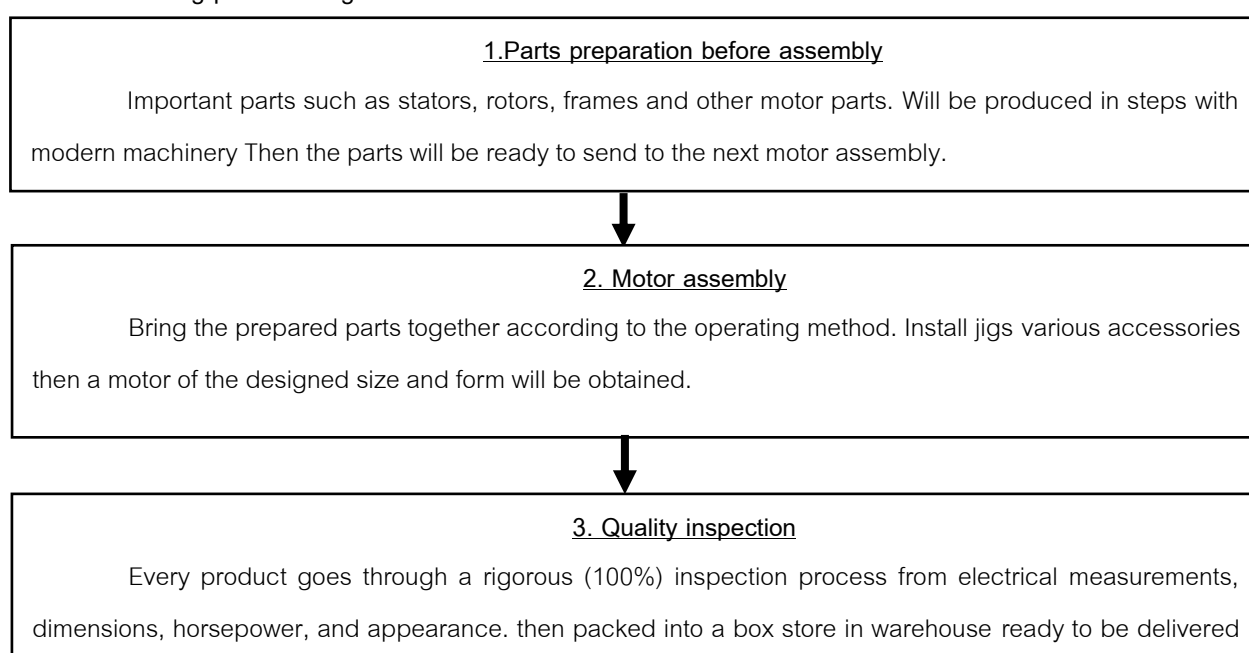 1.Parts preparation before assembly
Important parts such as stators, rotors, frames and other motor parts. Will be produced in steps with
modern machinery Then the parts will be ready to send to the next motor assembly.
2. Motor assembly
Bring the prepared parts together according to the operating method. Install jigs various accessories
then a motor of the designed size and form will be obtained.
3. Quality inspection
Every product goes through a rigorous (100%) inspection process from electrical measurements,
dimensions, horsepower, and appearance. then packed into a box store in warehouse ready to be delivered